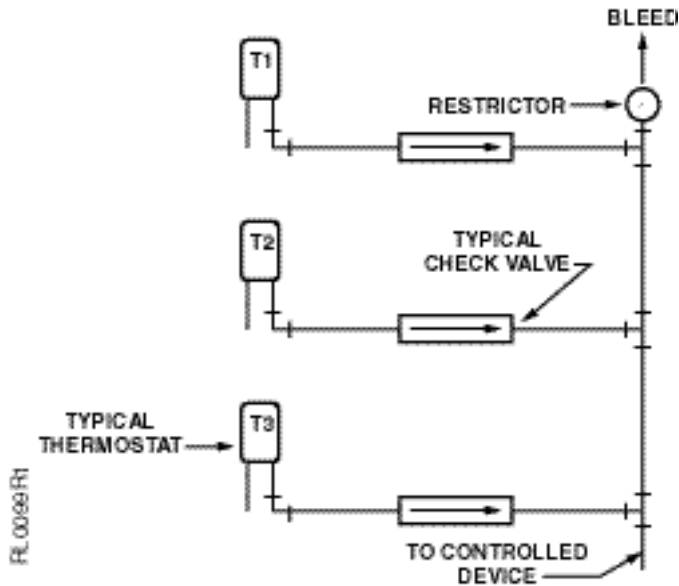 BLEED
T1
RESTRICTOR
T2
TYPICAL
CHECK VALVE
TYPICAL
THERMOSTAT
T3
RL0099R1
TO CONTROLLED
DEVICE